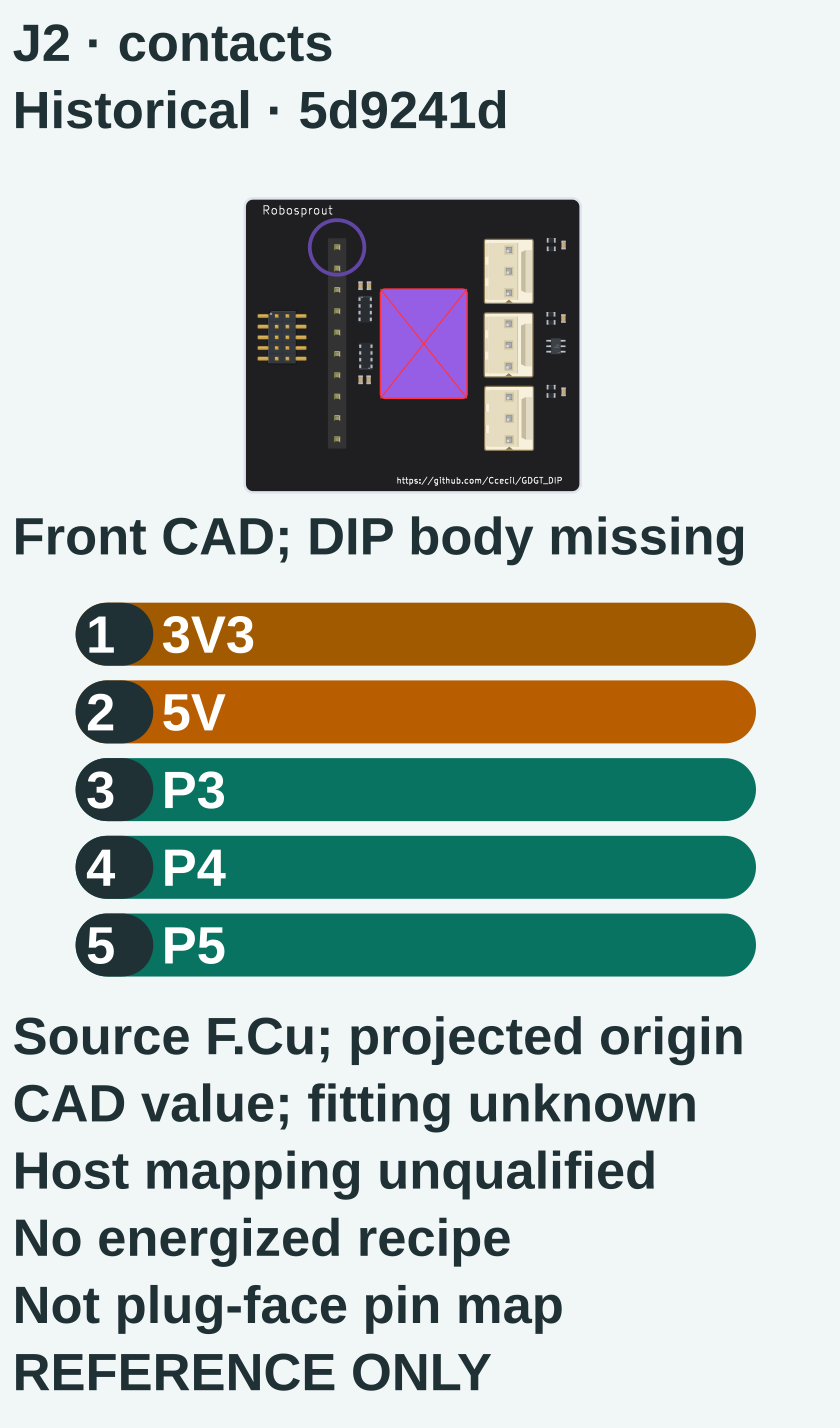 J2 · contacts
Historical · 5d9241d
Robosprout
https://github.com/Ccecil/GDGT_DIP
Front CAD; DIP body missing
1 3V3
2 5V
3 P3
4 P4
5 P5
Source F.Cu; projected origin
CAD value; fitting unknown
Host mapping unqualified
No energized recipe
Not plug-face pin map
REFERENCE ONLY